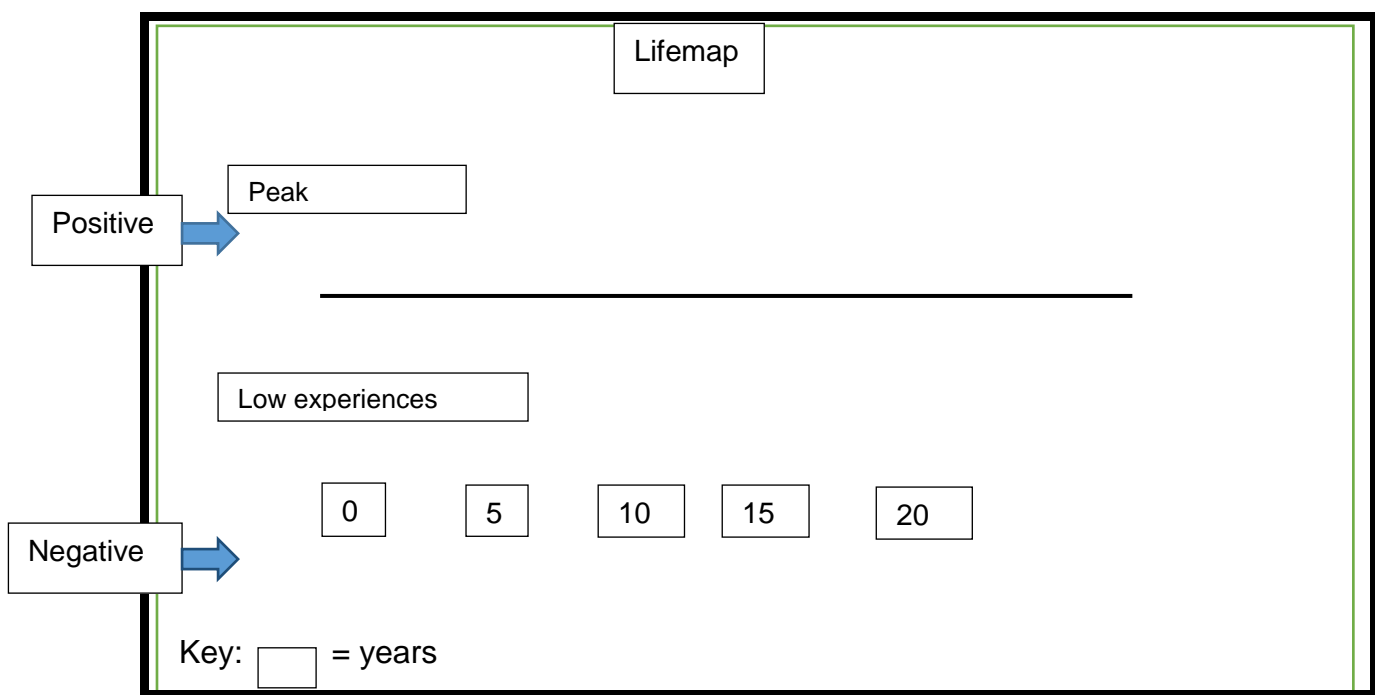 Lifemap
Peak
Positive
Low experiences
0 5 10 15 20
Negative
Key: = years